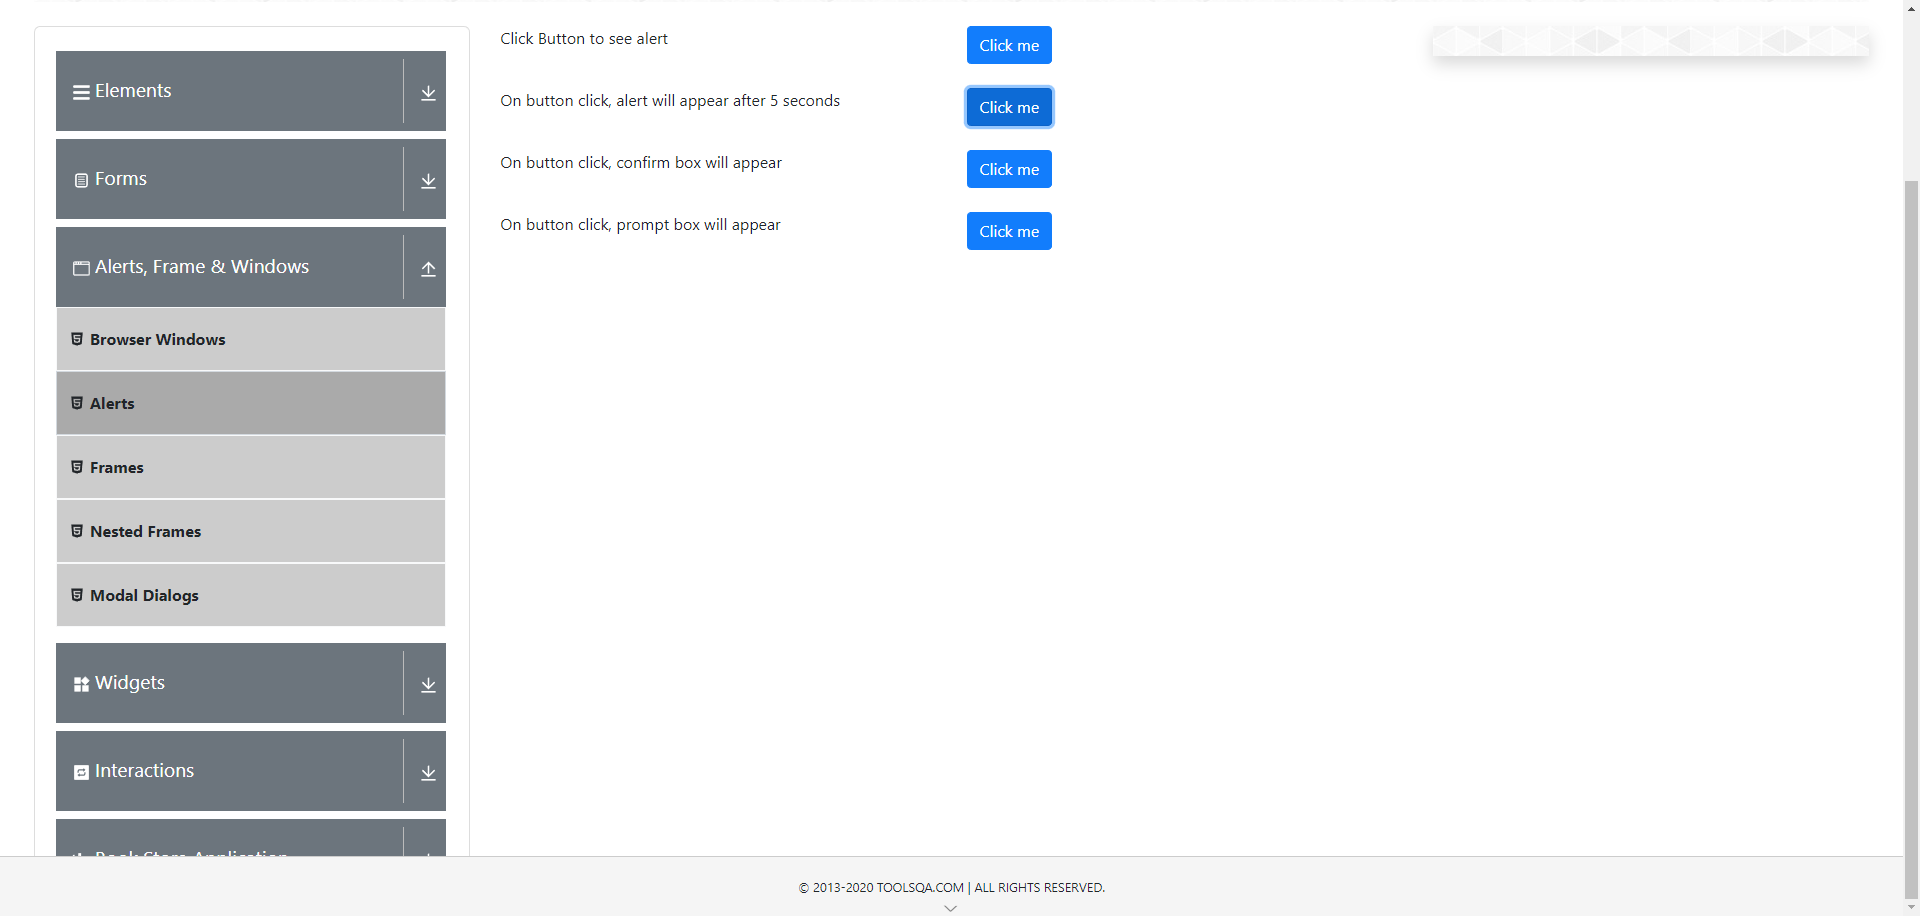 Elements
Forms
Alerts, Frame & Windows
Browser Windows
Alerts
Frames
Nested Frames
Modal Dialogs
Widgets
Interactions
Book Store Application
Click Button to see alert
Click me
On button click, alert will appear after 5 seconds
Click me
On button click, confirm box will appear
Click me
On button click, prompt box will appear
Click me
© 2013-2020 TOOLSQA.COM | ALL RIGHTS RESERVED.